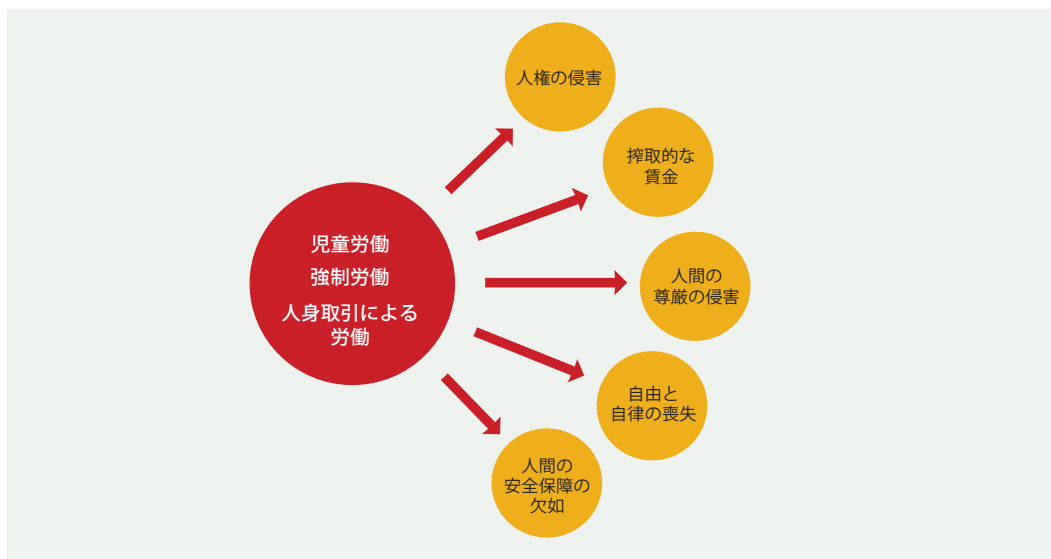 人権の侵害
搾取的な
賃金
児童労働
強制労働
人身取引による
労働
人間の
尊厳の侵害
自由と
自律の喪失
人間の
安全保障の
欠如